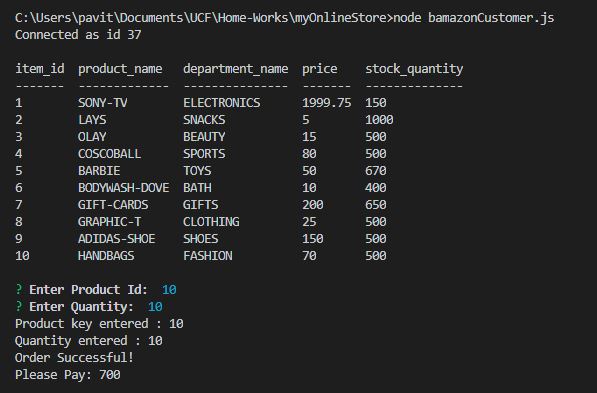 C:\Users\pavit\Documents\UCF\Home-Works\myOnlineStore>node bamazonCustomer.js
Connected as id 37
item_id  product_name   department_name  price    stock_quantity
-------  -------------  ---------------  -------  --------------
1        SONY-TV        ELECTRONICS      1999.75  150
2        LAYS           SNACKS           5        1000
3        OLAY           BEAUTY           15       500
4        COSCOBALL      SPORTS           80       500
5        BARBIE         TOYS             50       670
6        BODYWASH-DOVE  BATH             10       400
7        GIFT-CARDS     GIFTS            200      650
8        GRAPHIC-T      CLOTHING         25       500
9        ADIDAS-SHOE    SHOES            150      500
10       HANDBAGS       FASHION          70       500
? Enter Product Id:  10
? Enter Quantity:  10
Product key entered : 10
Quantity entered : 10
Order Successful!
Please Pay: 700